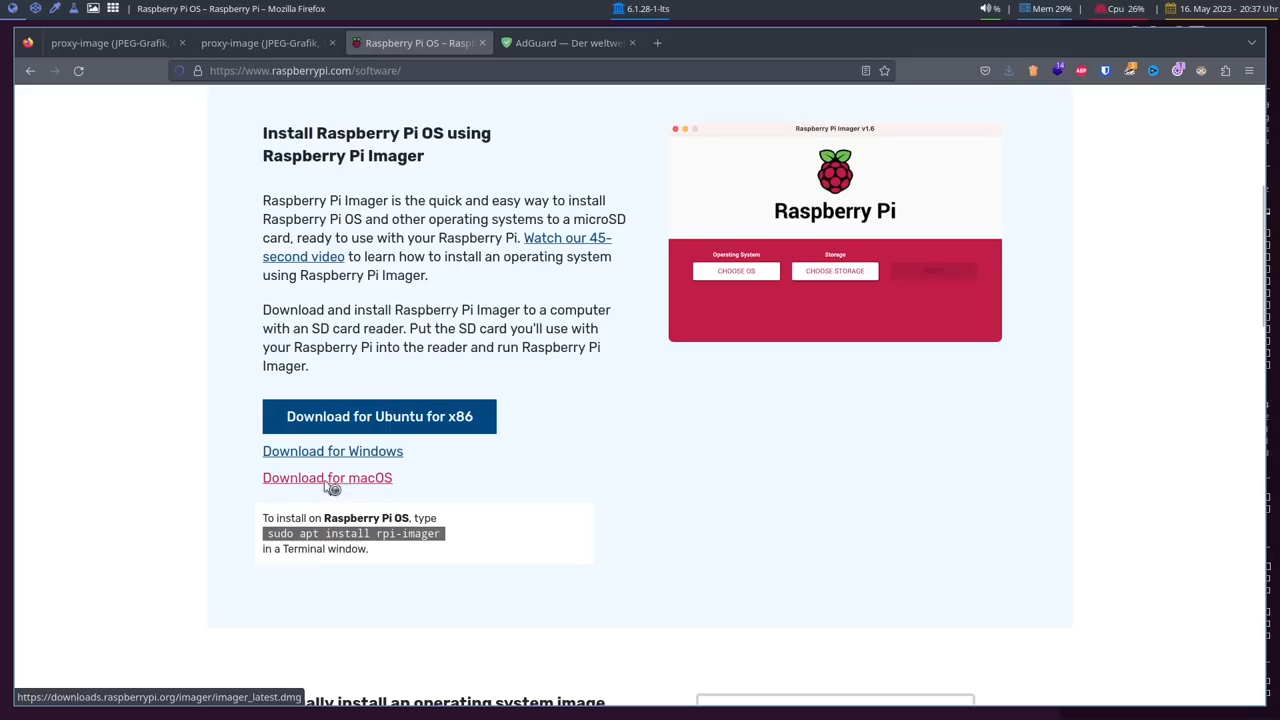 Raspberry Pi OS – Raspberry Pi – Mozilla Firefox
6.1.28-1-lts
%
Mem 29%
Cpu 26%
16. May 2023 - 20:37 Uhr
proxy-image (JPEG-Grafik,
proxy-image (JPEG-Grafik,
Raspberry Pi OS – Rasp
AdGuard — Der weltwe
https://www.raspberrypi.com/software/
14
ABP
Install Raspberry Pi OS using
Raspberry Pi Imager
Raspberry Pi Imager is the quick and easy way to install
Raspberry Pi OS and other operating systems to a microSD
card, ready to use with your Raspberry Pi. Watch our 45-
second video to learn how to install an operating system
using Raspberry Pi Imager.
Download and install Raspberry Pi Imager to a computer
with an SD card reader. Put the SD card you'll use with
your Raspberry Pi into the reader and run Raspberry Pi
Imager.
Download for Ubuntu for x86
Download for Windows
Download for macOS
To install on Raspberry Pi OS, type
sudo apt install rpi-imager
in a Terminal window.
Raspberry Pi Imager v1.6
Raspberry Pi
Operating System
Storage
CHOOSE OS
CHOOSE STORAGE
https://downloads.raspberrypi.org/imager/imager_latest.dmg
ally install an operating system image